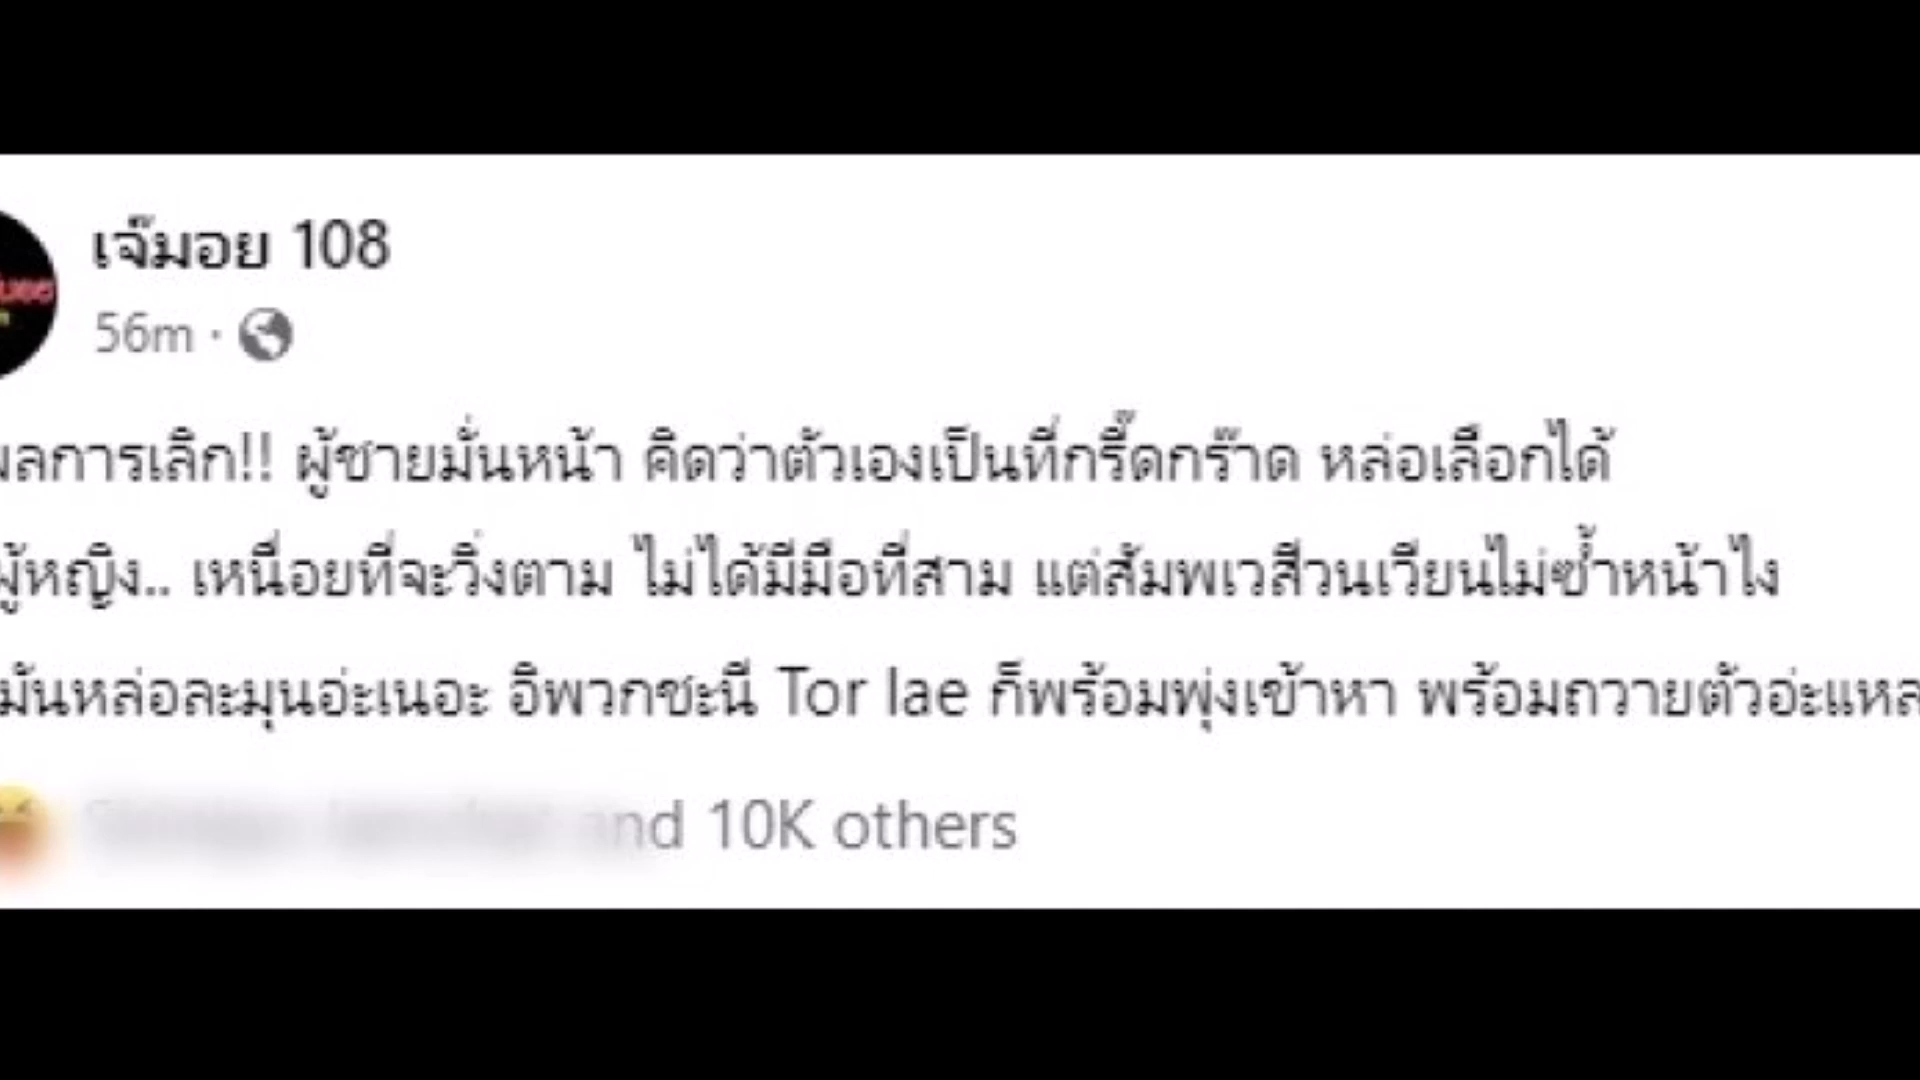 เจ๊มอย 108
56m
ผลการเลิก!! ผู้ชายมั่นหน้า คิดว่าตัวเองเป็นที่กรี๊ดกร๊าด หล่อเลือกได้
ผู้หญิง.. เหนื่อยที่จะวิ่งตาม ไม่ได้มีมือที่สาม แต่สัมพเวสีวนเวียนไม่ซ้ำหน้าไง
มันหล่อละมุนอ่ะเนอะ อิพวกชะนี Tor lae ก็พร้อมพุ่งเข้าหา พร้อมถวายตัวอ่ะแหล
and 10K others